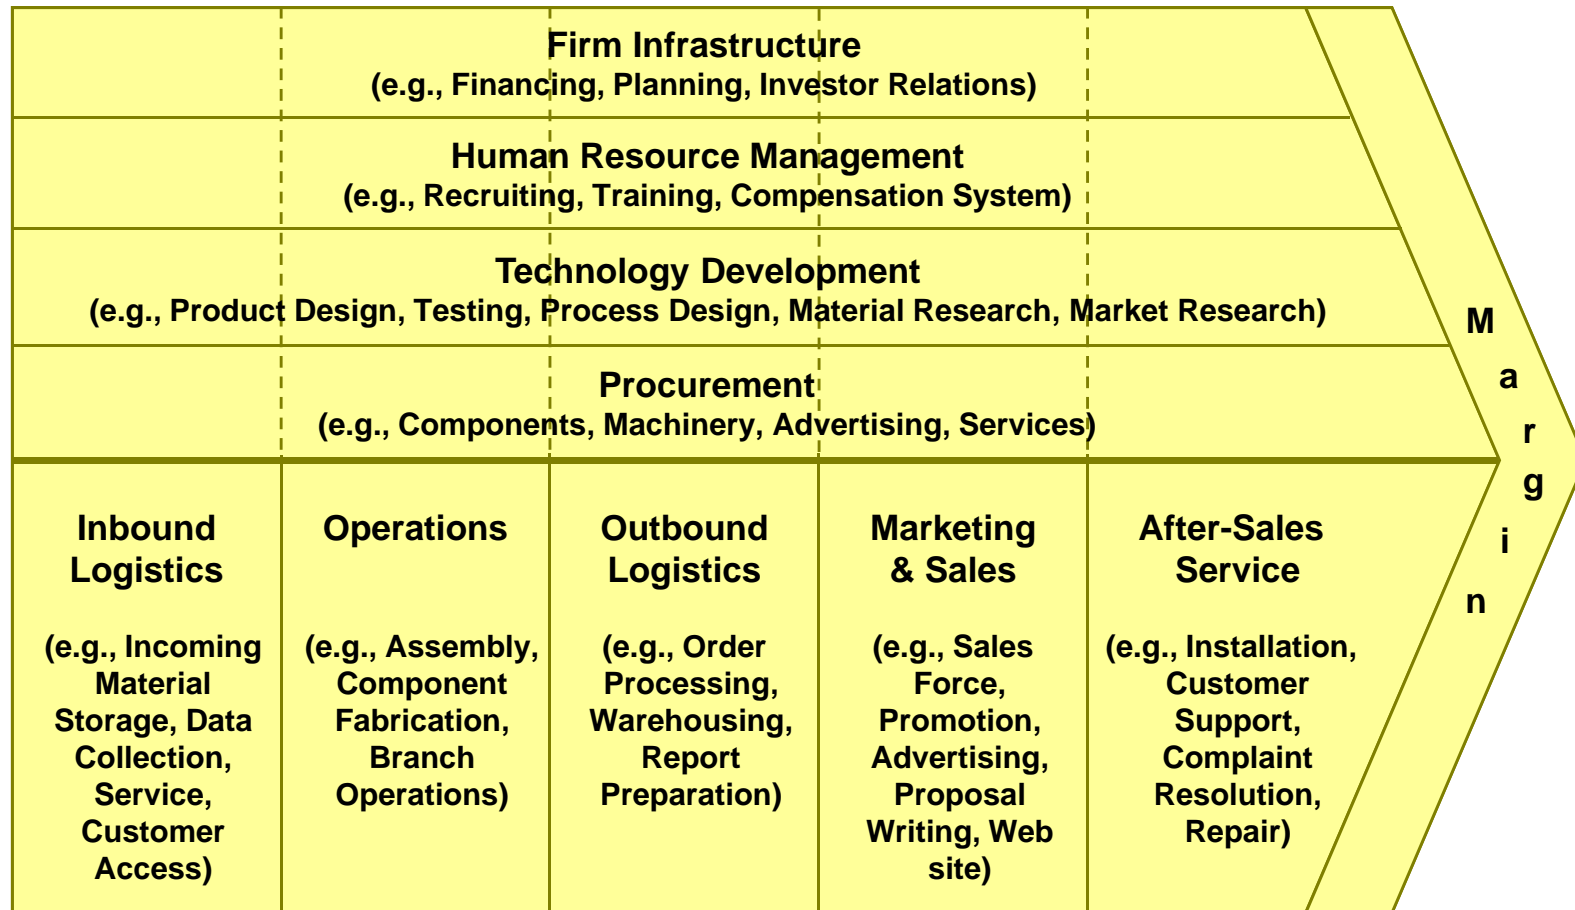 Firm Infrastructure
(e.g., Financing, Planning, Investor Relations)
Human Resource Management
(e.g., Recruiting, Training, Compensation System)
Technology Development
(e.g., Product Design, Testing, Process Design, Material Research, Market Research)
Procurement
(e.g., Components, Machinery, Advertising, Services)
Inbound
Logistics
(e.g., Incoming
Material
Storage, Data
Collection,
Service,
Customer
Access)
Operations
(e.g., Assembly,
Component
Fabrication,
Branch
Operations)
Outbound
Logistics
(e.g., Order
Processing,
Warehousing,
Report
Preparation)
Marketing
& Sales
(e.g., Sales
Force,
Promotion,
Advertising,
Proposal
Writing, Web
site)
After-Sales
Service
(e.g., Installation,
Customer
Support,
Complaint
Resolution,
Repair)
Margin